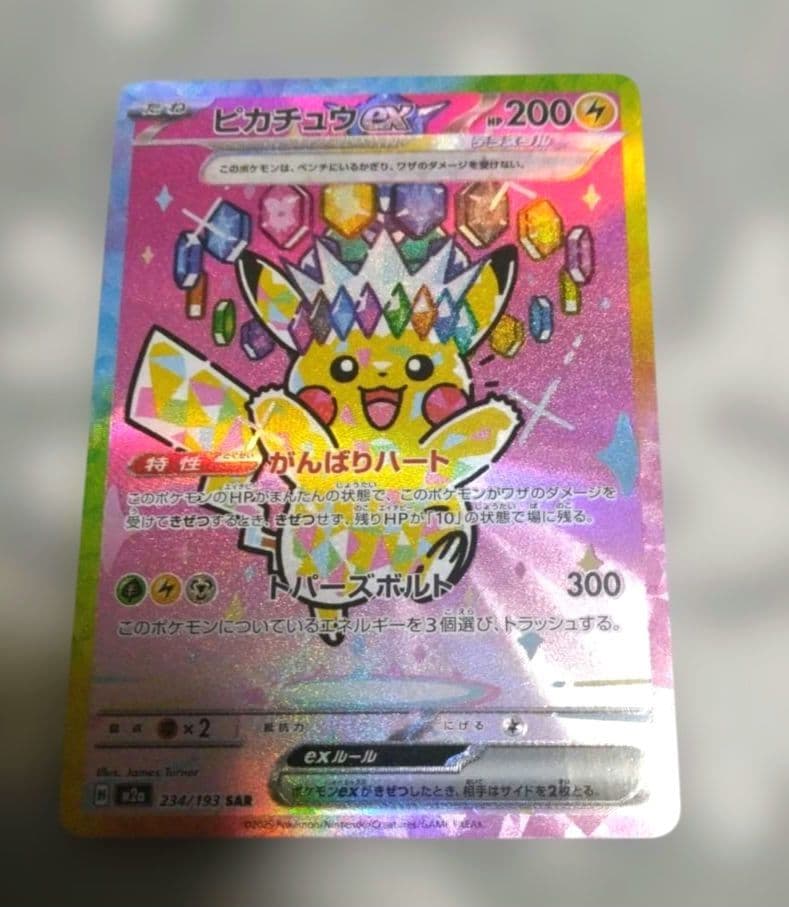 たね ピカチュウex HP 200
テラスタル
このポケモンは、ベンチにいるかぎり、ワザのダメージを受けない。
特性 がんばりハート
このポケモンのHPがまんたんの状態で、このポケモンがワザのダメージを
受けてきぜつするとき、きぜつせず、残りHPが「10」の状態で場に残る。
トパーズボルト 300
このポケモンについているエネルギーを3個選び、トラッシュする。
弱点 ×2 抵抗力 にげる
exルール
ポケモンexがきぜつしたとき、相手はサイドを2枚とる。
Illus. James Turner
M2a 234/193 SAR
©2025 Pokémon/Nintendo/Creatures/GAME FREAK